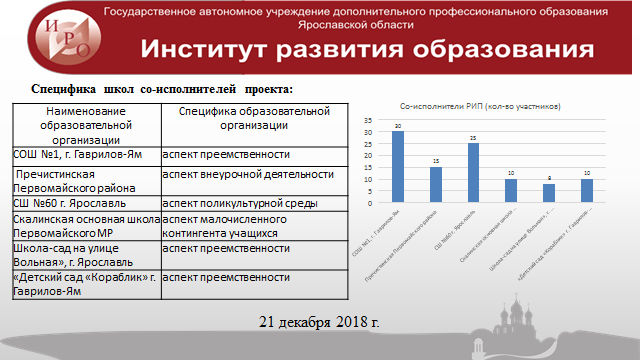 Государственное автономное учреждение дополнительного профессионального образования
Ярославской области
ИРО
Институт развития образования
Специфика школ со-исполнителей проекта:
Наименование
образовательной
организации
Специфика образовательной
организации
СОШ №1, г. Гаврилов-Ям
аспект преемственности
Пречистинская
Первомайского района
аспект внеурочной деятельности
СШ №60 г. Ярославль
аспект поликультурной среды
Скалинская основная школа
Первомайского МР
аспект малочисленного
контингента учащихся
Школа-сад на улице
Вольная», г. Ярославль
аспект преемственности
«Детский сад «Кораблик» г.
Гаврилов-Ям
аспект преемственности
Со-исполнители РИП (кол-во участников)
35
30
25
20
15
10
5
0
30
15
25
10
8
10
СОШ №1, г. Гаврилов-Ям
Пречистинская Первомайского района
СШ №60 г. Ярославль
Скалинская основная школа ...
Школа-сад на улице Вольная», г. ...
«Детский сад «Кораблик» г. Гаврилов-...
21 декабря 2018 г.